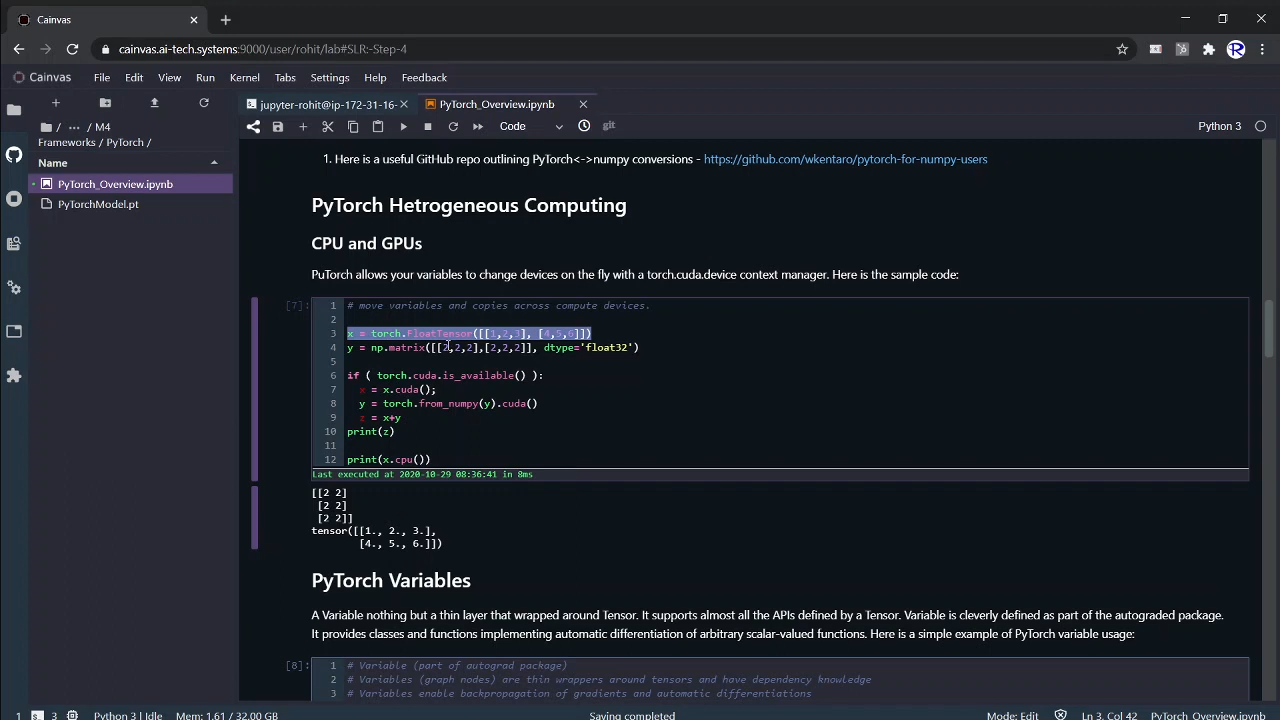 Cainvas
cainvas.ai-tech.systems:9000/user/rohit/lab#SLR:-Step-4
Cainvas File Edit View Run Kernel Tabs Settings Help Feedback
jupyter-rohit@ip-172-31-16- PyTorch_Overview.ipynb
Code git Python 3
/ ... / M4
Frameworks / PyTorch /
Name
PyTorch_Overview.ipynb
PyTorchModel.pt
1. Here is a useful GitHub repo outlining PyTorch<->numpy conversions - https://github.com/wkentaro/pytorch-for-numpy-users
PyTorch Hetrogeneous Computing
CPU and GPUs
PuTorch allows your variables to change devices on the fly with a torch.cuda.device context manager. Here is the sample code:
[7]: 1 # move variables and copies across compute devices.
2
3 x = torch.FloatTensor([[1,2,3], [4,5,6]])
4 y = np.matrix([[2,2,2],[2,2,2]], dtype='float32')
5
6 if ( torch.cuda.is_available() ):
7 x = x.cuda();
8 y = torch.from_numpy(y).cuda()
9 z = x+y
10 print(z)
11
12 print(x.cpu())
Last executed at 2020-10-29 08:36:41 in 8ms
[[2 2]
[2 2]
[2 2]]
tensor([[1., 2., 3.],
[4., 5., 6.]])
PyTorch Variables
A Variable nothing but a thin layer that wrapped around Tensor. It supports almost all the APIs defined by a Tensor. Variable is cleverly defined as part of the autograded package.
It provides classes and functions implementing automatic differentiation of arbitrary scalar-valued functions. Here is a simple example of PyTorch variable usage:
[8]: 1 # Variable (part of autograd package)
2 # Variables (graph nodes) are thin wrappers around tensors and have dependency knowledge
3 # Variables enable backpropagation of gradients and automatic differentiations
1 3 Python 3 | Idle Mem: 1.61 / 32.00 GB Saving completed Mode: Edit Ln 3, Col 42 PyTorch_Overview.ipynb